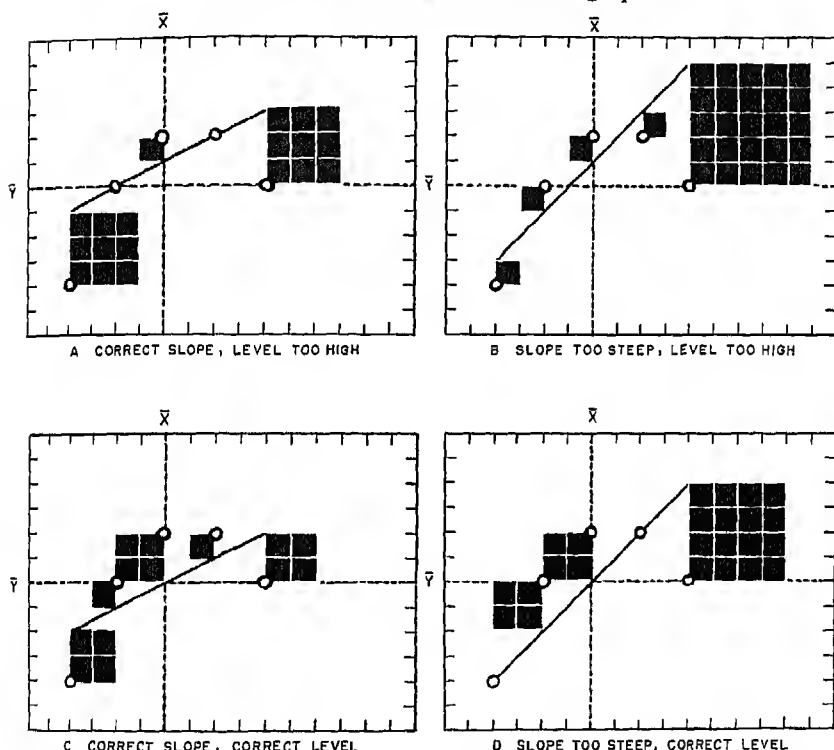 X̄
X̄
Ȳ
Ȳ
A CORRECT SLOPE, LEVEL TOO HIGH
B SLOPE TOO STEEP, LEVEL TOO HIGH
X̄
X̄
Ȳ
Ȳ
C CORRECT SLOPE, CORRECT LEVEL
D SLOPE TOO STEEP, CORRECT LEVEL